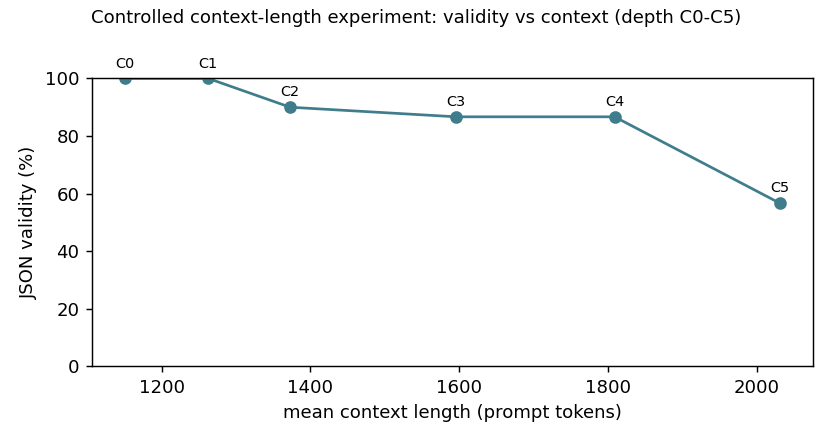 Controlled context-length experiment: validity vs context (depth C0-C5)
C0 C1
100
C2
C3 C4
80
60
C5
40
20
0
JSON validity (%)
1200 1400 1600 1800 2000
mean context length (prompt tokens)